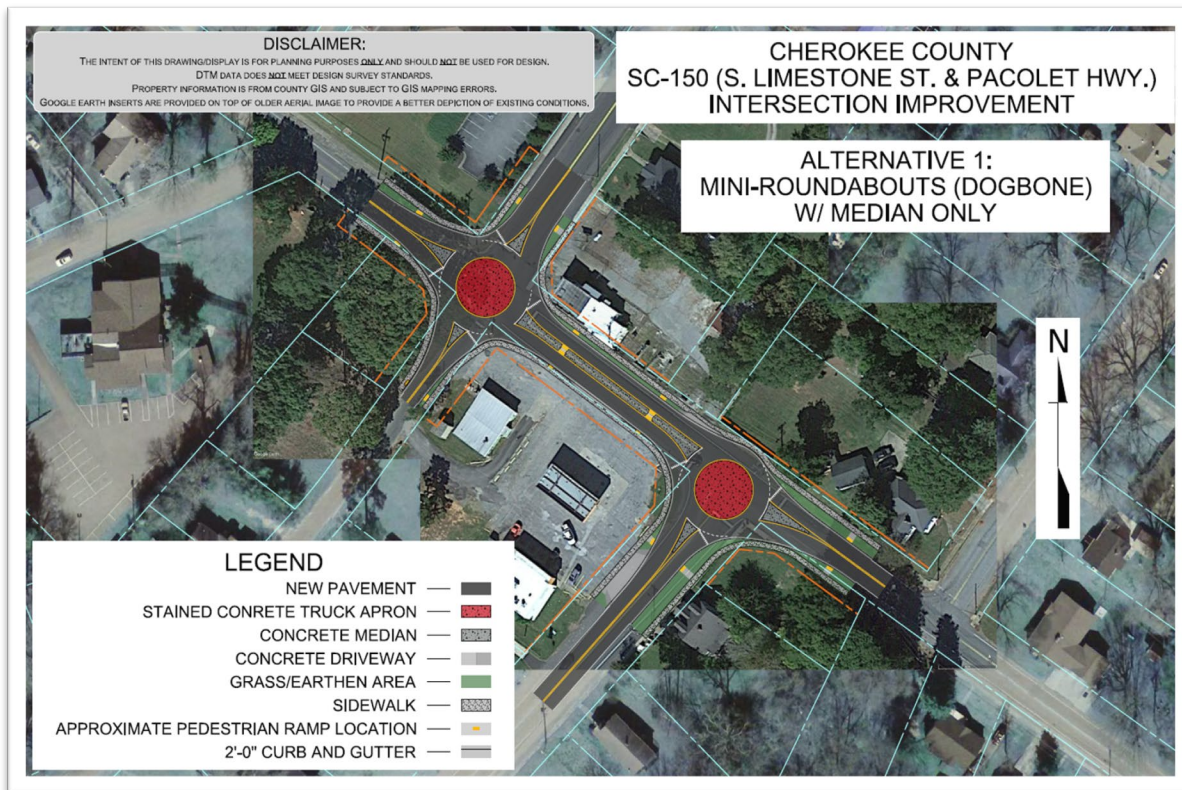 DISCLAIMER:
THE INTENT OF THIS DRAWING/DISPLAY IS FOR PLANNING PURPOSES ONLY AND SHOULD NOT BE USED FOR DESIGN.
DTM DATA DOES NOT MEET DESIGN SURVEY STANDARDS.
PROPERTY INFORMATION IS FROM COUNTY GIS AND SUBJECT TO GIS MAPPING ERRORS.
GOOGLE EARTH INSERTS ARE PROVIDED ON TOP OF OLDER AERIAL IMAGE TO PROVIDE A BETTER DEPICTION OF EXISTING CONDITIONS.
CHEROKEE COUNTY
SC-150 (S. LIMESTONE ST. & PACOLET HWY.)
INTERSECTION IMPROVEMENT
ALTERNATIVE 1:
MINI-ROUNDABOUTS (DOGBONE)
W/ MEDIAN ONLY
N
LEGEND
NEW PAVEMENT
STAINED CONRETE TRUCK APRON
CONCRETE MEDIAN
CONCRETE DRIVEWAY
GRASS/EARTHEN AREA
SIDEWALK
APPROXIMATE PEDESTRIAN RAMP LOCATION
2'-0" CURB AND GUTTER